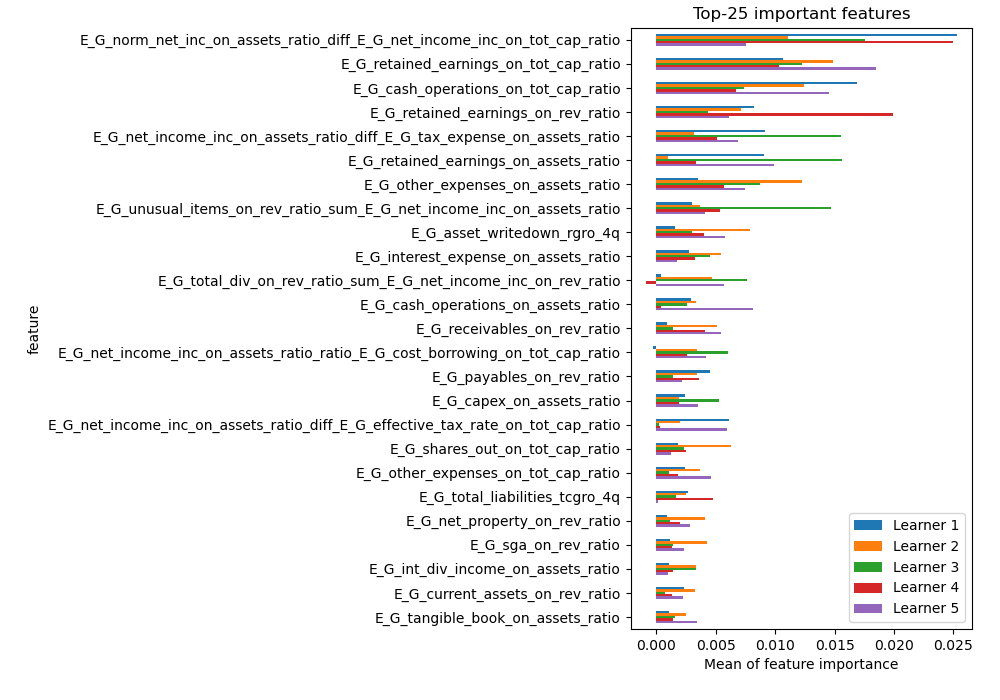 Top-25 important features
E_G_norm_net_inc_on_assets_ratio_diff_E_G_net_income_inc_on_tot_cap_ratio
E_G_retained_earnings_on_tot_cap_ratio
E_G_cash_operations_on_tot_cap_ratio
E_G_retained_earnings_on_rev_ratio
E_G_net_income_inc_on_assets_ratio_diff_E_G_tax_expense_on_assets_ratio
E_G_retained_earnings_on_assets_ratio
E_G_other_expenses_on_assets_ratio
E_G_unusual_items_on_rev_ratio_sum_E_G_net_income_inc_on_assets_ratio
E_G_asset_writedown_rgro_4q
E_G_interest_expense_on_assets_ratio
E_G_total_div_on_rev_ratio_sum_E_G_net_income_inc_on_rev_ratio
E_G_cash_operations_on_assets_ratio
E_G_receivables_on_rev_ratio
E_G_net_income_inc_on_assets_ratio_ratio_E_G_cost_borrowing_on_tot_cap_ratio
E_G_payables_on_rev_ratio
E_G_capex_on_assets_ratio
E_G_net_income_inc_on_assets_ratio_diff_E_G_effective_tax_rate_on_tot_cap_ratio
E_G_shares_out_on_tot_cap_ratio
E_G_other_expenses_on_tot_cap_ratio
E_G_total_liabilities_tcgro_4q
E_G_net_property_on_rev_ratio
E_G_sga_on_rev_ratio
E_G_int_div_income_on_assets_ratio
E_G_current_assets_on_rev_ratio
E_G_tangible_book_on_assets_ratio
feature
Learner 1
Learner 2
Learner 3
Learner 4
Learner 5
0.000 0.005 0.010 0.015 0.020 0.025
Mean of feature importance